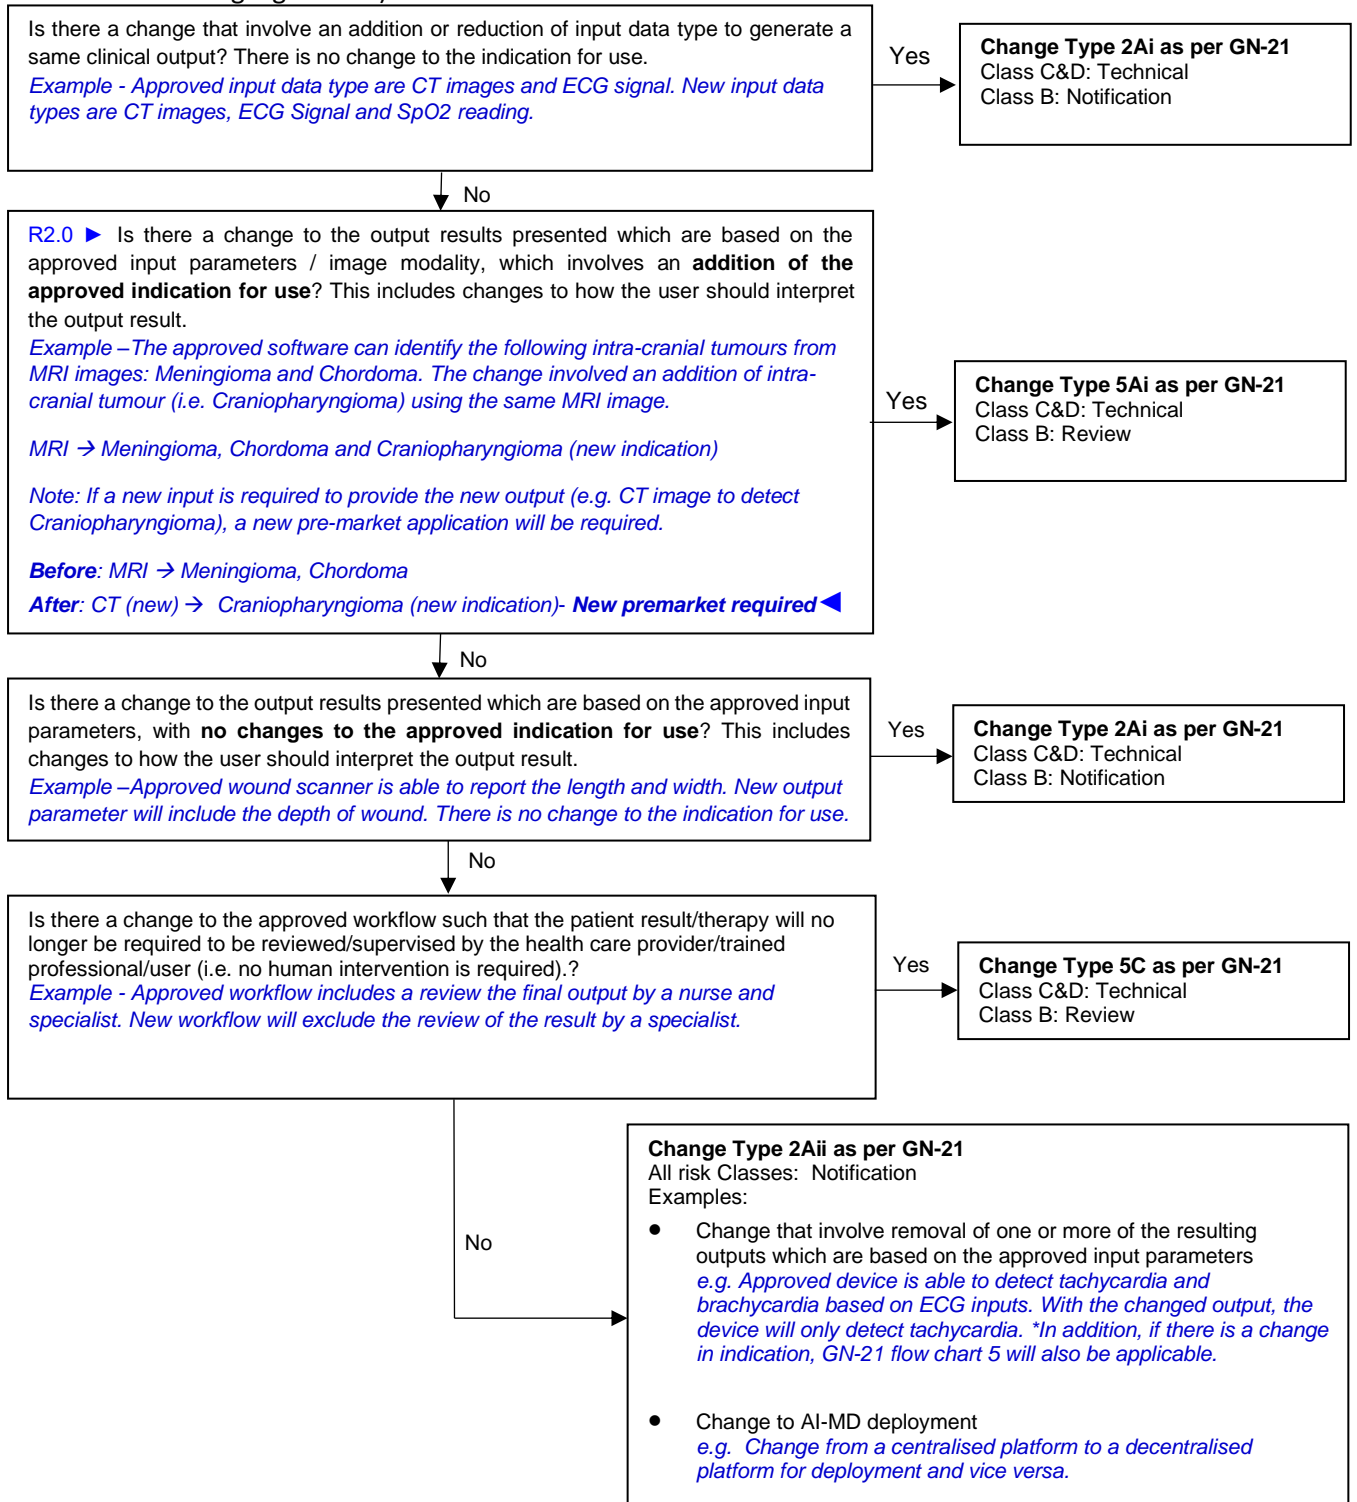 Is there a change that involve an addition or reduction of input data type to generate a
same clinical output? There is no change to the indication for use.
Example - Approved input data type are CT images and ECG signal. New input data
types are CT images, ECG Signal and SpO2 reading.
Yes
Change Type 2Ai as per GN-21
Class C&D: Technical
Class B: Notification
No
R2.0 ► Is there a change to the output results presented which are based on the
approved input parameters / image modality, which involves an addition of the
approved indication for use? This includes changes to how the user should interpret
the output result.
Example –The approved software can identify the following intra-cranial tumours from
MRI images: Meningioma and Chordoma. The change involved an addition of intra-
cranial tumour (i.e. Craniopharyngioma) using the same MRI image.
MRI → Meningioma, Chordoma and Craniopharyngioma (new indication)
Note: If a new input is required to provide the new output (e.g. CT image to detect
Craniopharyngioma), a new pre-market application will be required.
Before: MRI → Meningioma, Chordoma
After: CT (new) → Craniopharyngioma (new indication)- New premarket required◄
Yes
Change Type 5Ai as per GN-21
Class C&D: Technical
Class B: Review
No
Is there a change to the output results presented which are based on the approved input
parameters, with no changes to the approved indication for use? This includes
changes to how the user should interpret the output result.
Example –Approved wound scanner is able to report the length and width. New output
parameter will include the depth of wound. There is no change to the indication for use.
Yes
Change Type 2Ai as per GN-21
Class C&D: Technical
Class B: Notification
No
Is there a change to the approved workflow such that the patient result/therapy will no
longer be required to be reviewed/supervised by the health care provider/trained
professional/user (i.e. no human intervention is required).?
Example - Approved workflow includes a review the final output by a nurse and
specialist. New workflow will exclude the review of the result by a specialist.
Yes
Change Type 5C as per GN-21
Class C&D: Technical
Class B: Review
No
Change Type 2Aii as per GN-21
All risk Classes: Notification
Examples:
● Change that involve removal of one or more of the resulting
outputs which are based on the approved input parameters
e.g. Approved device is able to detect tachycardia and
brachycardia based on ECG inputs. With the changed output, the
device will only detect tachycardia. *In addition, if there is a change
in indication, GN-21 flow chart 5 will also be applicable.
● Change to AI-MD deployment
e.g. Change from a centralised platform to a decentralised
platform for deployment and vice versa.